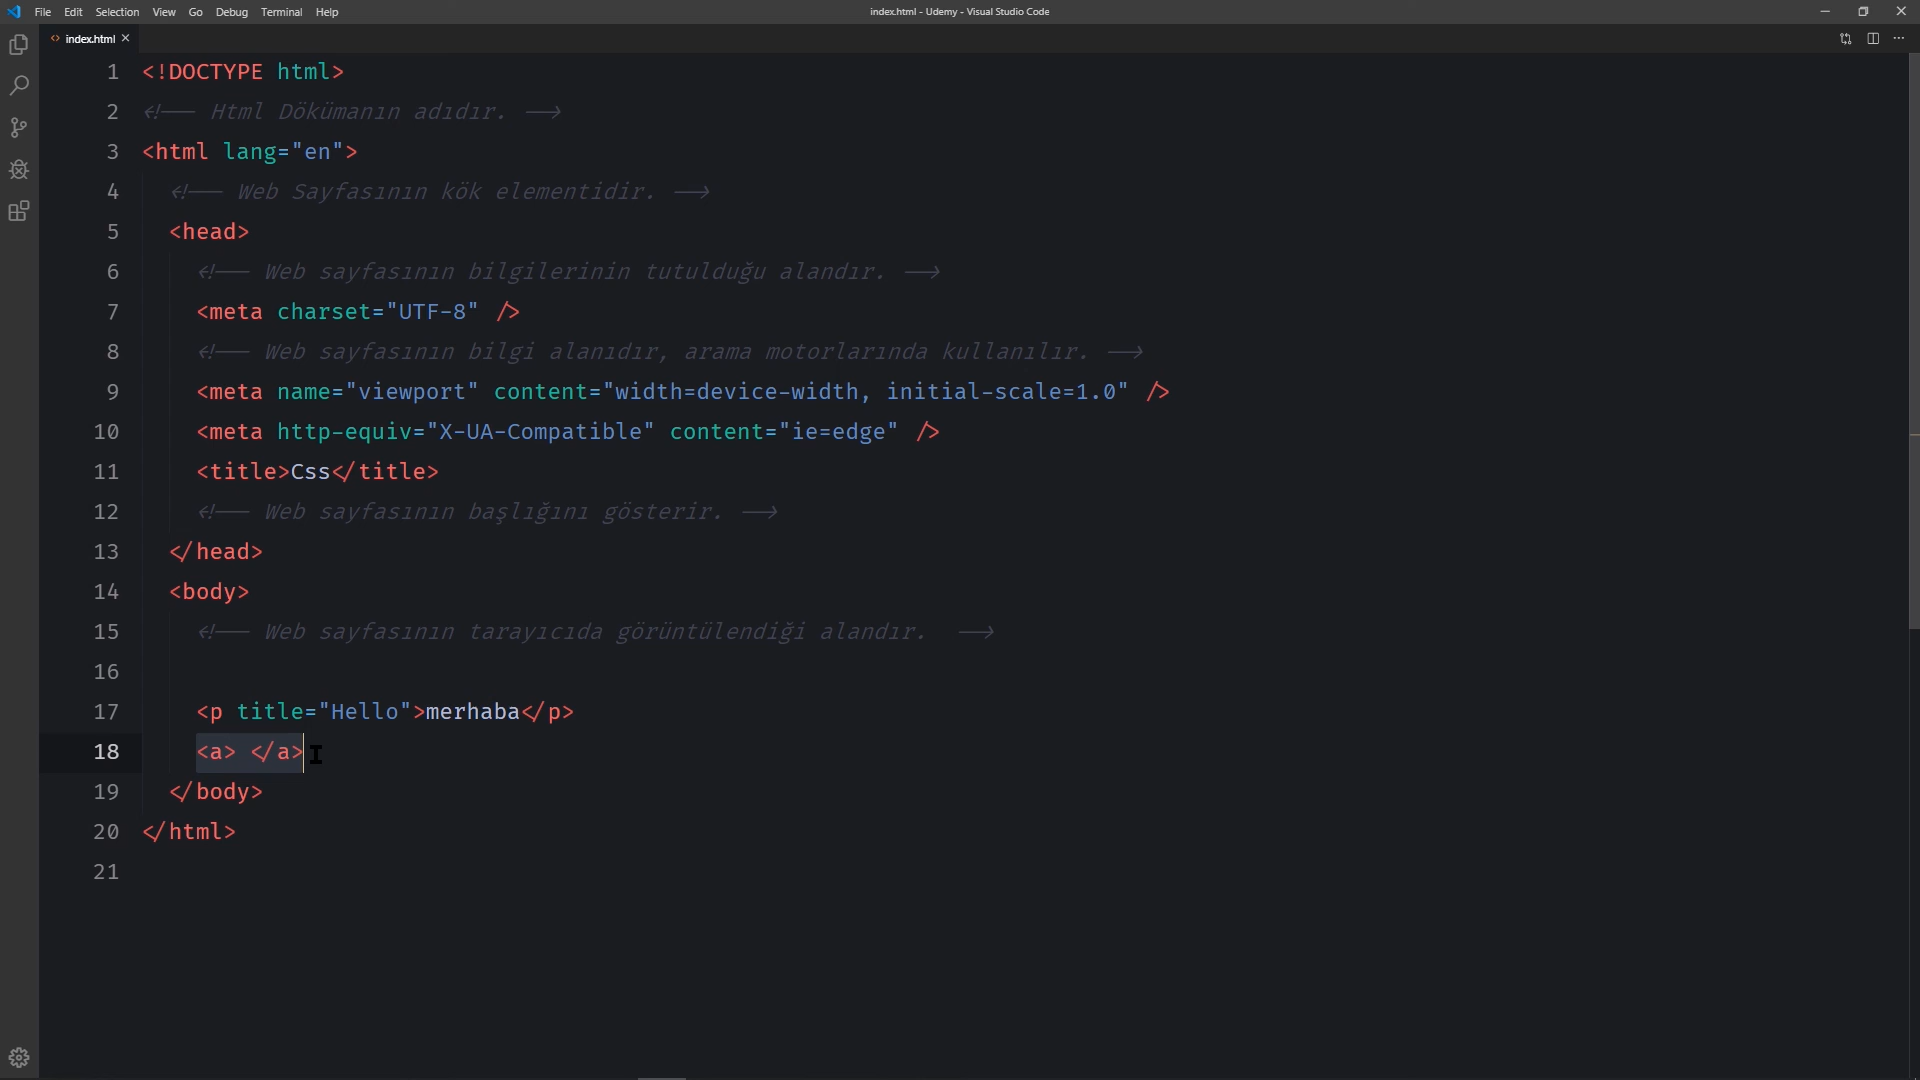 File Edit Selection View Go Debug Terminal Help
index.html - Udemy - Visual Studio Code
index.html
1 <!DOCTYPE html>
2 <!-- Html Dökümanın adıdır. -->
3 <html lang="en">
4 <!-- Web Sayfasının kök elementidir. -->
5 <head>
6 <!-- Web sayfasının bilgilerinin tutulduğu alandır. -->
7 <meta charset="UTF-8" />
8 <!-- Web sayfasının bilgi alanıdır, arama motorlarında kullanılır. -->
9 <meta name="viewport" content="width=device-width, initial-scale=1.0" />
10 <meta http-equiv="X-UA-Compatible" content="ie=edge" />
11 <title>Css</title>
12 <!-- Web sayfasının başlığını gösterir. -->
13 </head>
14 <body>
15 <!-- Web sayfasının tarayıcıda görüntülendiği alandır.  -->
16
17 <p title="Hello">merhaba</p>
18 <a> </a>
19 </body>
20 </html>
21